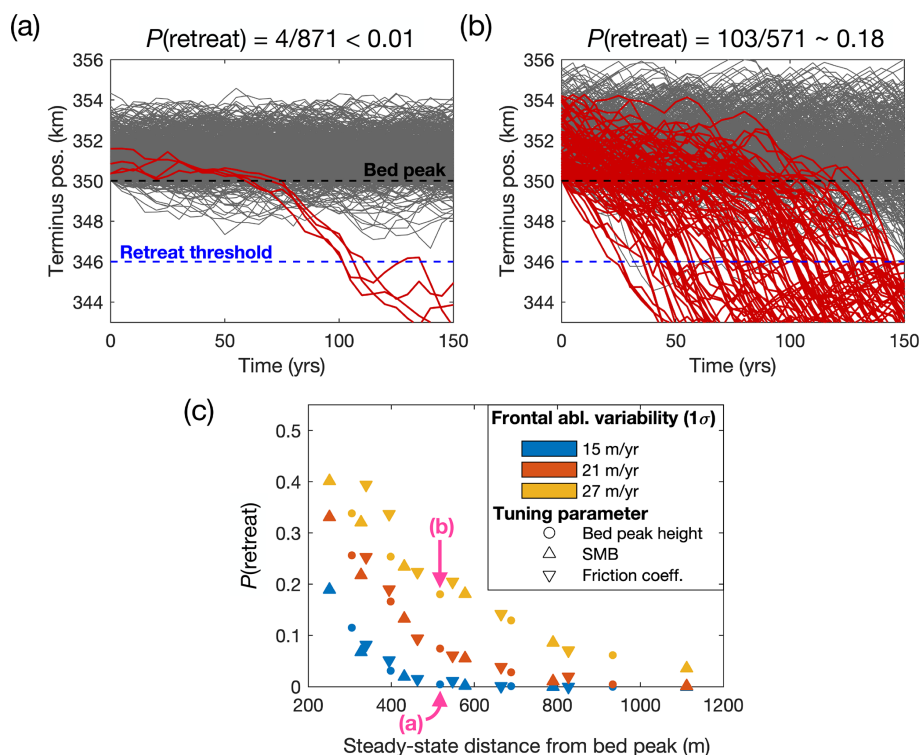 (a)
P(retreat) = 4/871 < 0.01
356
354
352
350
348
346
344
Terminus pos. (km)
Bed peak
Retreat threshold
0
50
100
150
Time (yrs)
(b)
P(retreat) = 103/571 ~ 0.18
356
354
352
350
348
346
344
Terminus pos. (km)
0
50
100
150
Time (yrs)
(c)
0.5
0.4
0.3
0.2
0.1
0
P(retreat)
Frontal abl. variability (1σ)
15 m/yr
21 m/yr
27 m/yr
Tuning parameter
Bed peak height
SMB
Friction coeff.
(b)
(a)
200
400
600
800
1000
1200
Steady-state distance from bed peak (m)